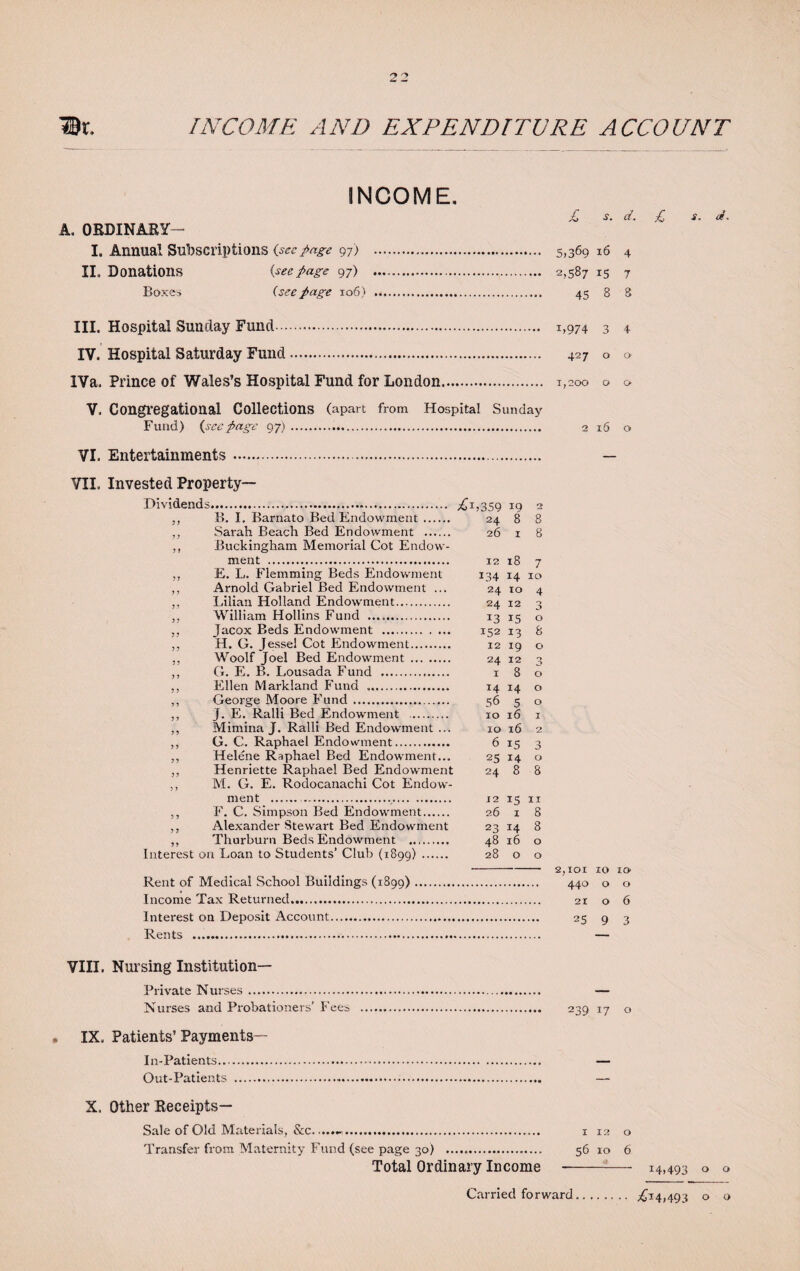 22
Dr. INCOME AND EXPENDITURE ACCOUNT
INCOME.
£ s. d. £ s. d.
A. ORDINARY—
I. Annual Subscriptions (see page 97) ... 5,369 16 4
II. Donations (see page 97) ... 2,587 15 7
Boxes (see page 106) ... 45 8 8
III. Hospital Sunday Fund ... 1,974 3 4
IV. Hospital Saturday Fund ... 427 0 0
IVa. Prince of Wales's Hospital Fund for London ... 1,200 0 0
V. Congregational Collections (apart from Hospital Sunday
Fund) (see page 97) ... 2 16 0
VI. Entertainments ... —
VII. Invested Property—
Dividends ... £1,359 19 2
,, B. I. Barnato Bed Endowment ... 24 8 8
,, Sarah Beach Bed Endowment ... 26 1 8
,, Buckingham Memorial Cot Endow-
ment ... 12 18 7
,, E. L. Flemming Beds Endowment 134 14 10
,, Arnold Gabriel Bed Endowment ... 24 10 4
,, Lilian Holland Endowment ... 24 12 3
,, William Hollins Fund ... 13 15 0
,, Jacox Beds Endowment ... 152 13 8
,, H. G. Jessel Cot Endowment ... 12 19 0
,, Woolf Joel Bed Endowment ... 24 12 3
,, G. E. B. Lousada Fund ... 1 8 0
,, Ellen Markland Fund ... 14 14 0
,, George Moore Fund ... 56 5 0
,, J. E. Ralli Bed Endowment ... 10 16 1
,, Mimina J. Ralli Bed Endowment ... 10 16 2
,, G. C. Raphael Endowment ... 6 15 3
,, Helène Raphael Bed Endowment... 25 14 0
,, Henriette Raphael Bed Endowment 24 8 8
,, M. G. E. Rodocanachi Cot Endow-
ment ... 12 15 11
,, F. C. Simpson Bed Endowment ... 26 1 8
,, Alexander Stewart Bed Endowment 23 14 8
,, Thorburn Beds Endowment ... 48 16 0
Interest on Loan to Students' Club (1899) ... 28 0 0
2,101 10 10
Rent of Medical School Buildings (1899) ... 440 0 0
Income Tax Returned ... 21 0 6
Interest on Deposit Account ... 25 9 3
Rents ... —
VIII. Nursing Institution—
Private Nurses ... —
Nurses and Probationers' Fees ... 239 17 0
IX. Patients' Payments—
In-Patients ... —
Out-Patients ... —
X. Other Receipts—
Sale of Old Materials, &c. ... 1 12 0
Transfer from Maternity Fund (see page 30) ... 56 10 6
Total Ordinary Income 14,493 0 0
Carried forward ... £14,493 0 0